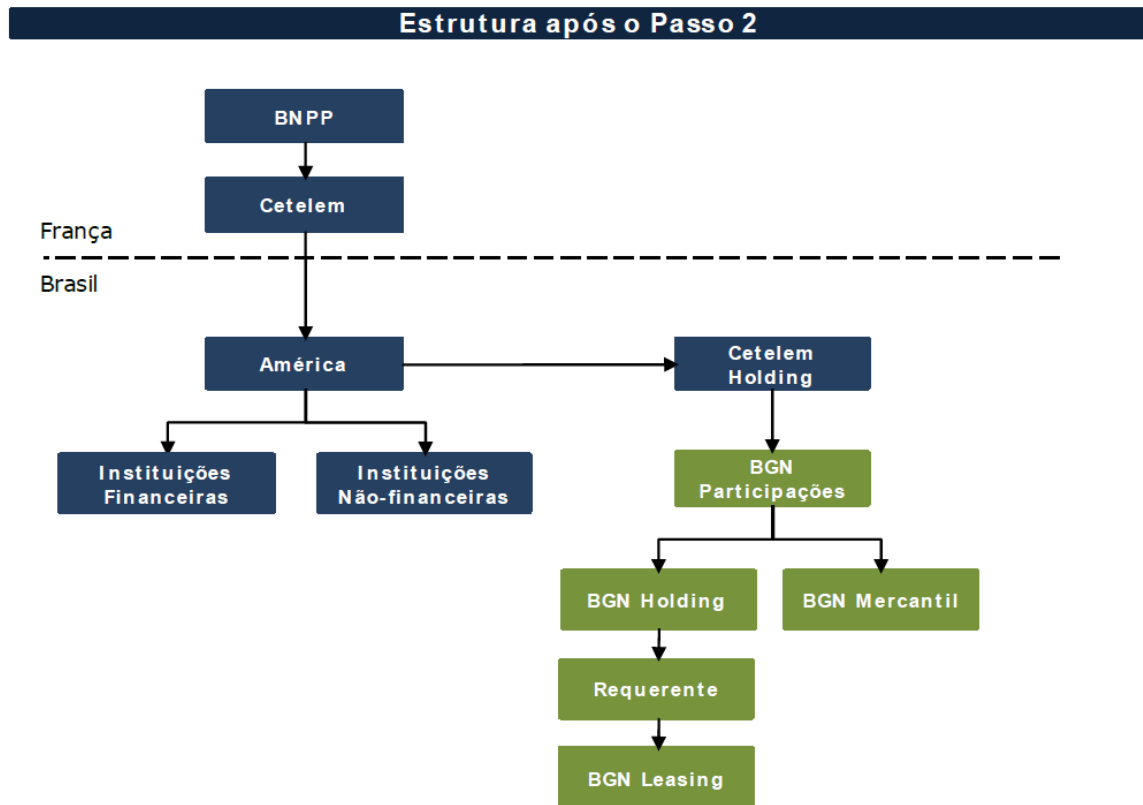 Estrutura após o Passo 2
BNPP
Cetelem
França
Brasil
América
Cetelem
Holding
Instituições
Financeiras
Instituições
Não-financeiras
BGN
Participações
BGN Holding
BGN Mercantil
Requerente
BGN Leasing